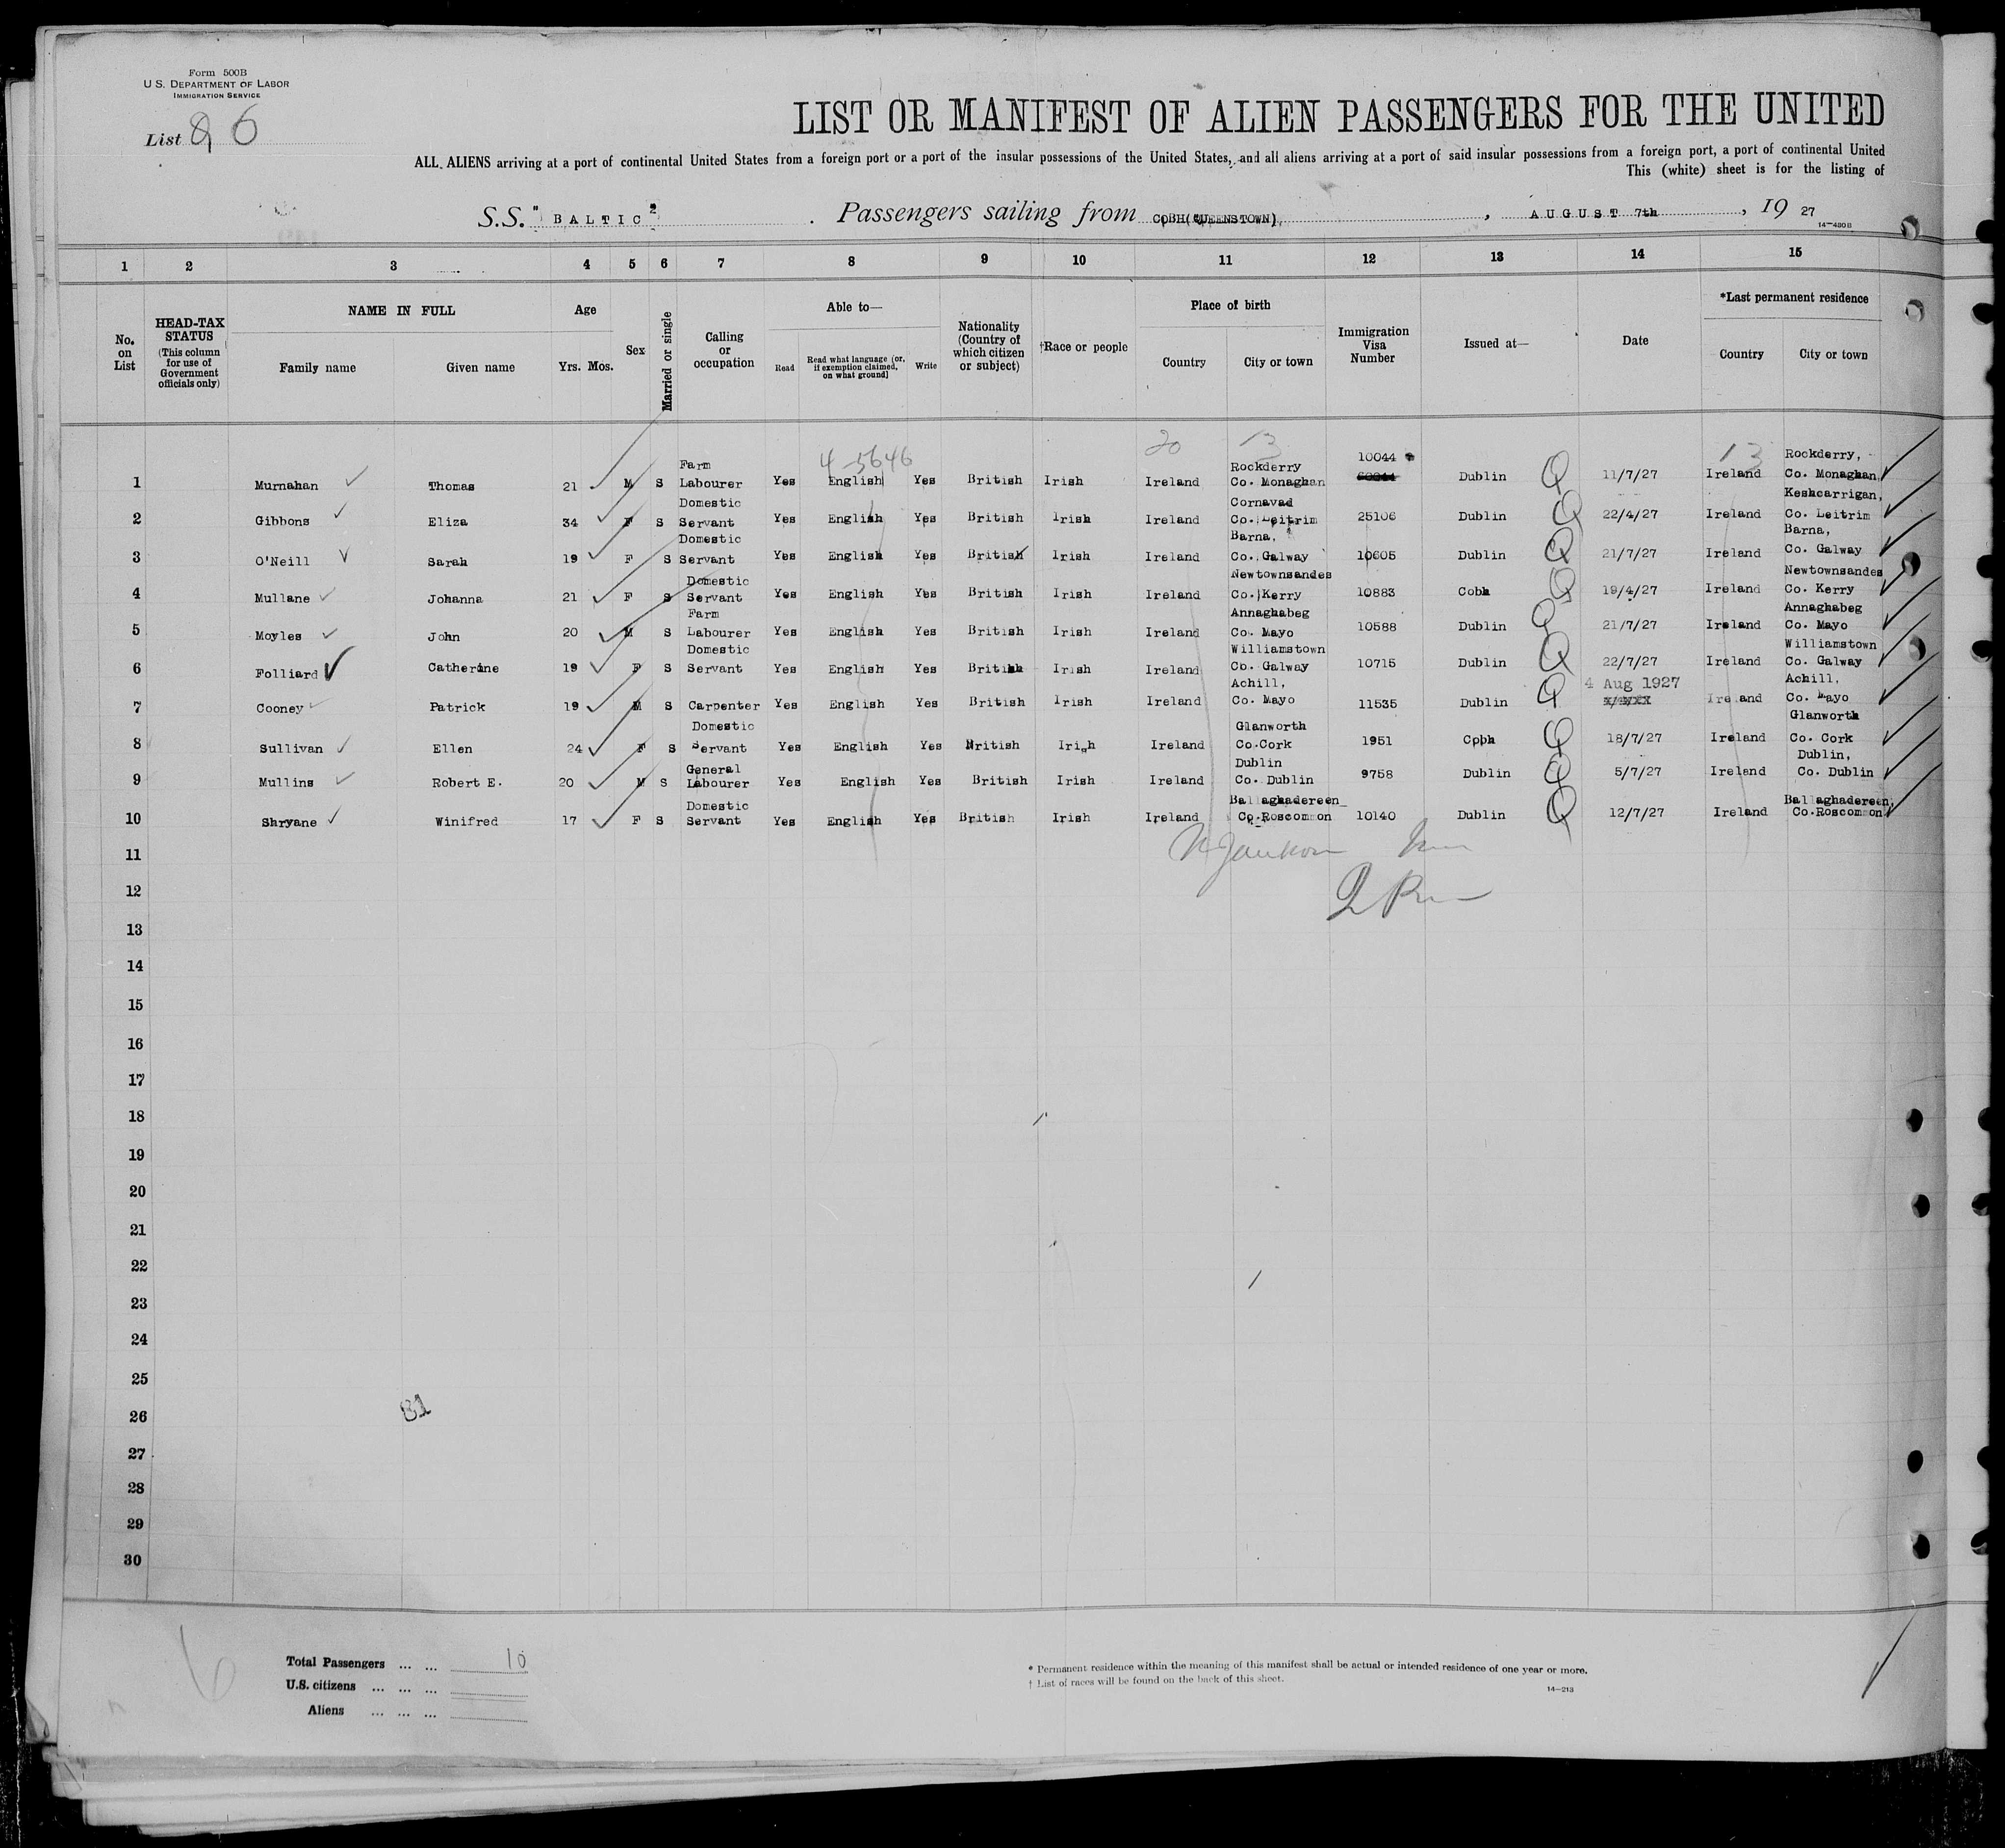 Form 500B
U.S. DEPARTMENT OF LABOR
IMMIGRATION SERVICE
List 6
LIST OR MANIFEST OF ALIEN PASSENGERS FOR THE UNITED
ALL ALIENS arriving at a port of continental United States from a foreign port or a port of the insular possessions of the United States, and all aliens arriving at a port of said insular possessions from a foreign port, a port of continental United
This (white) sheet is for the listing of
S.S. "BALTIC" Passengers sailing from COBH(QUEENSTOWN), AUGUST 7th, 19 27
14-480B
1 2 3 4 5 6 7 8 9 10 11 12 13 14 15
No. on List
HEAD-TAX STATUS (This column for use of Government officials only)
NAME IN FULL
Family name Given name
Age
Yrs. Mos.
Sex
Married or single
Calling or occupation
Able to—
Read
Read what language (or, if exemption claimed, on what ground)
Write
Nationality (Country of which citizen or subject)
†Race or people
Place of birth
Country City or town
Immigration Visa Number
Issued at—
Date
*Last permanent residence
Country City or town
20 13 13
4-5646
1 Murnahan Thomas 21 M S Farm Labourer Yes English Yes British Irish Ireland Rockderry Co. Monaghan 10044 Dublin 11/7/27 Ireland Rockderry, Co. Monaghan,
2 Gibbons Eliza 34 F S Domestic Servant Yes English Yes British Irish Ireland Cornavad Co. Leitrim 25106 Dublin 22/4/27 Ireland Keshcarrigan, Co. Leitrim
3 O'Neill Sarah 19 F S Domestic Servant Yes English Yes British Irish Ireland Barna, Co. Galway 10605 Dublin 21/7/27 Ireland Barna, Co. Galway
4 Mullane Johanna 21 F S Domestic Servant Yes English Yes British Irish Ireland Newtownsandes Co. Kerry 10883 Cobh 19/4/27 Ireland Newtownsandes Co. Kerry
5 Moyles John 20 M S Farm Labourer Yes English Yes British Irish Ireland Annaghabeg Co. Mayo 10588 Dublin 21/7/27 Ireland Annaghabeg Co. Mayo
6 Folliard Catherine 19 F S Domestic Servant Yes English Yes British Irish Ireland Williamstown Co. Galway 10715 Dublin 22/7/27 Ireland Williamstown Co. Galway
7 Cooney Patrick 19 M S Carpenter Yes English Yes British Irish Ireland Achill, Co. Mayo 11535 Dublin 4 Aug 1927 Ireland Achill, Co. Mayo
8 Sullivan Ellen 24 F S Domestic Servant Yes English Yes British Irish Ireland Glanworth Co.Cork 1951 Cobh 18/7/27 Ireland Glanworth Co. Cork
9 Mullins Robert E. 20 M S General Labourer Yes English Yes British Irish Ireland Dublin Co. Dublin 9758 Dublin 5/7/27 Ireland Dublin, Co. Dublin
10 Shryane Winifred 17 F S Domestic Servant Yes English Yes British Irish Ireland Ballaghadereen Co.Roscommon 10140 Dublin 12/7/27 Ireland Ballaghadereen, Co.Roscommon
11
12
13
14
15
16
17
18
19
20
21
22
23
24
25
26
81
27
28
29
30
6
Total Passengers ... ... 10
U.S. citizens ... ... ...
Aliens ... ... ...
* Permanent residence within the meaning of this manifest shall be actual or intended residence of one year or more.
† List of races will be found on the back of this sheet.
14-213